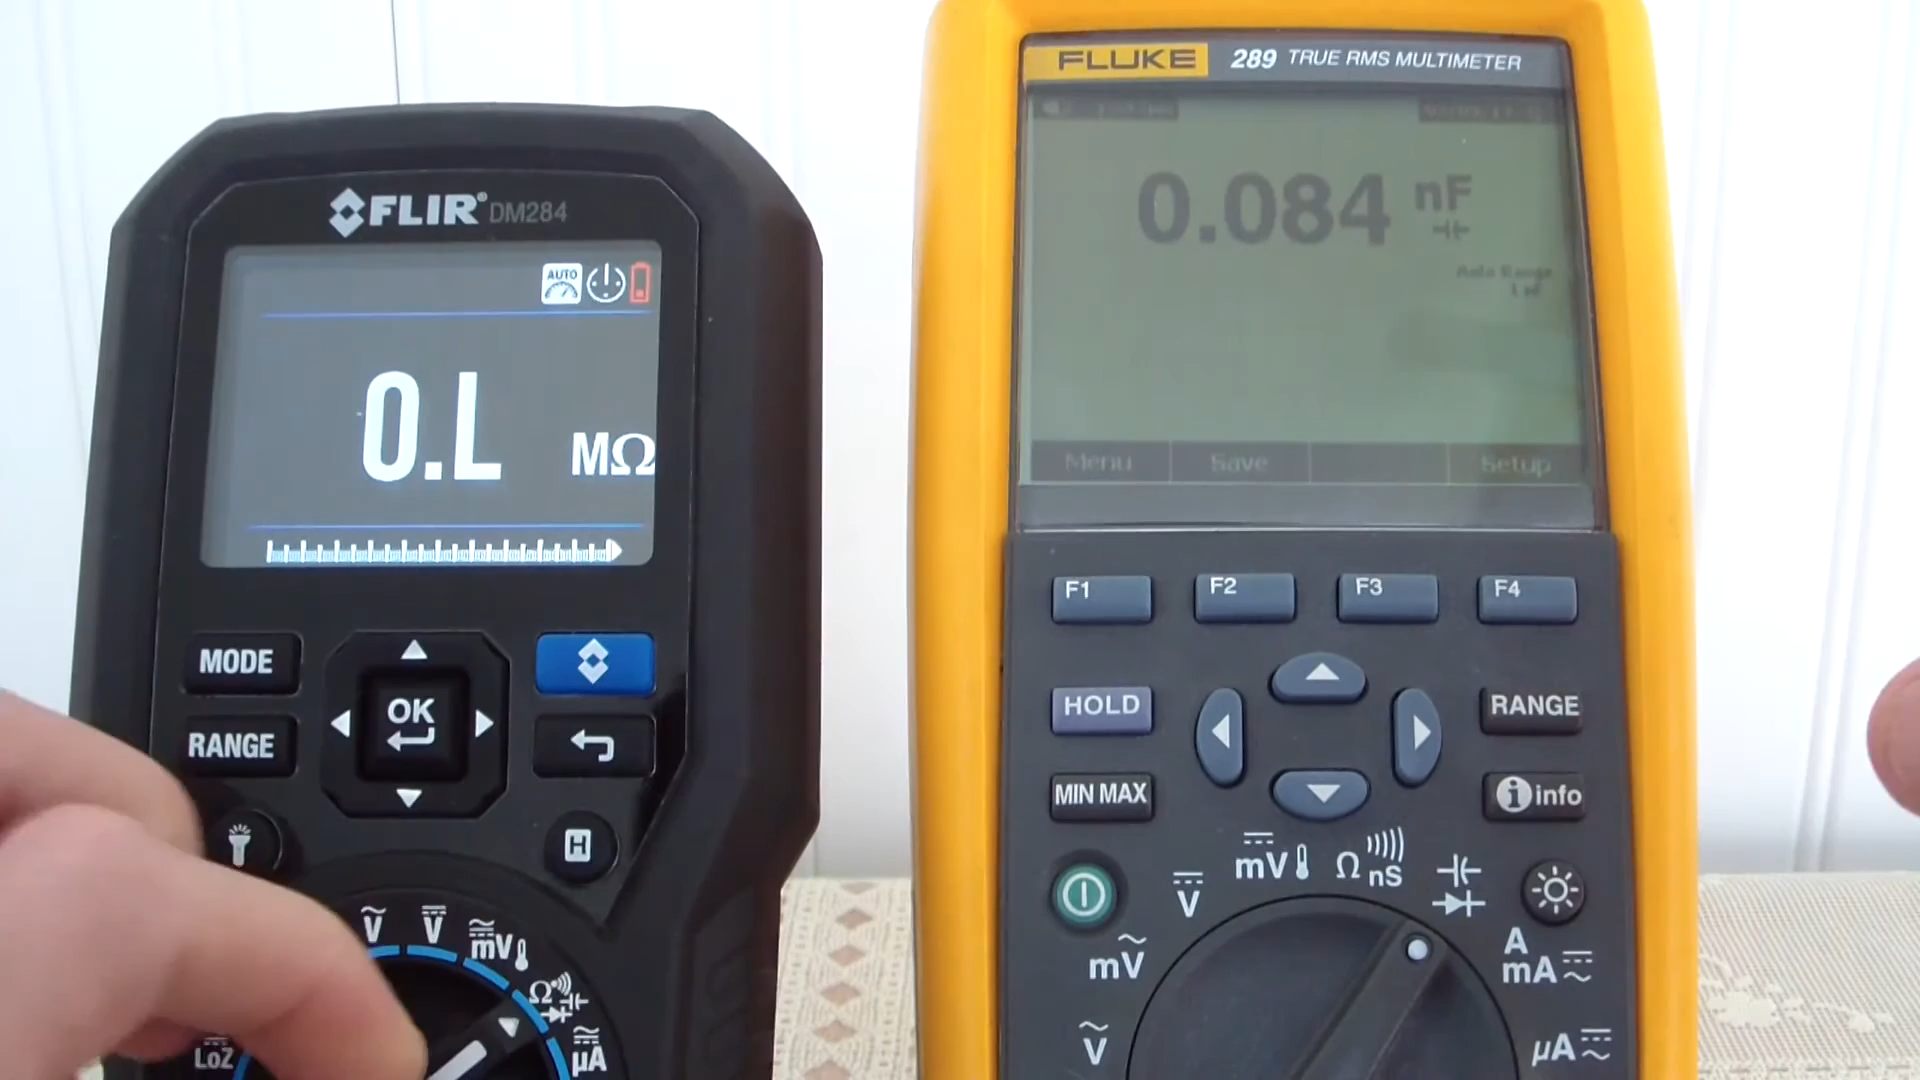 FLIR® DM284
AUTO
0.L MΩ
MODE
OK
RANGE
H
V
V
mV
Ω
LoZ
µA
FLUKE 289 TRUE RMS MULTIMETER
0.084 nF
Auto Range
Menu Save Setup
F1 F2 F3 F4
HOLD
RANGE
MIN MAX
i info
mV
Ω
nS
V
mV
A
mA
V
µA